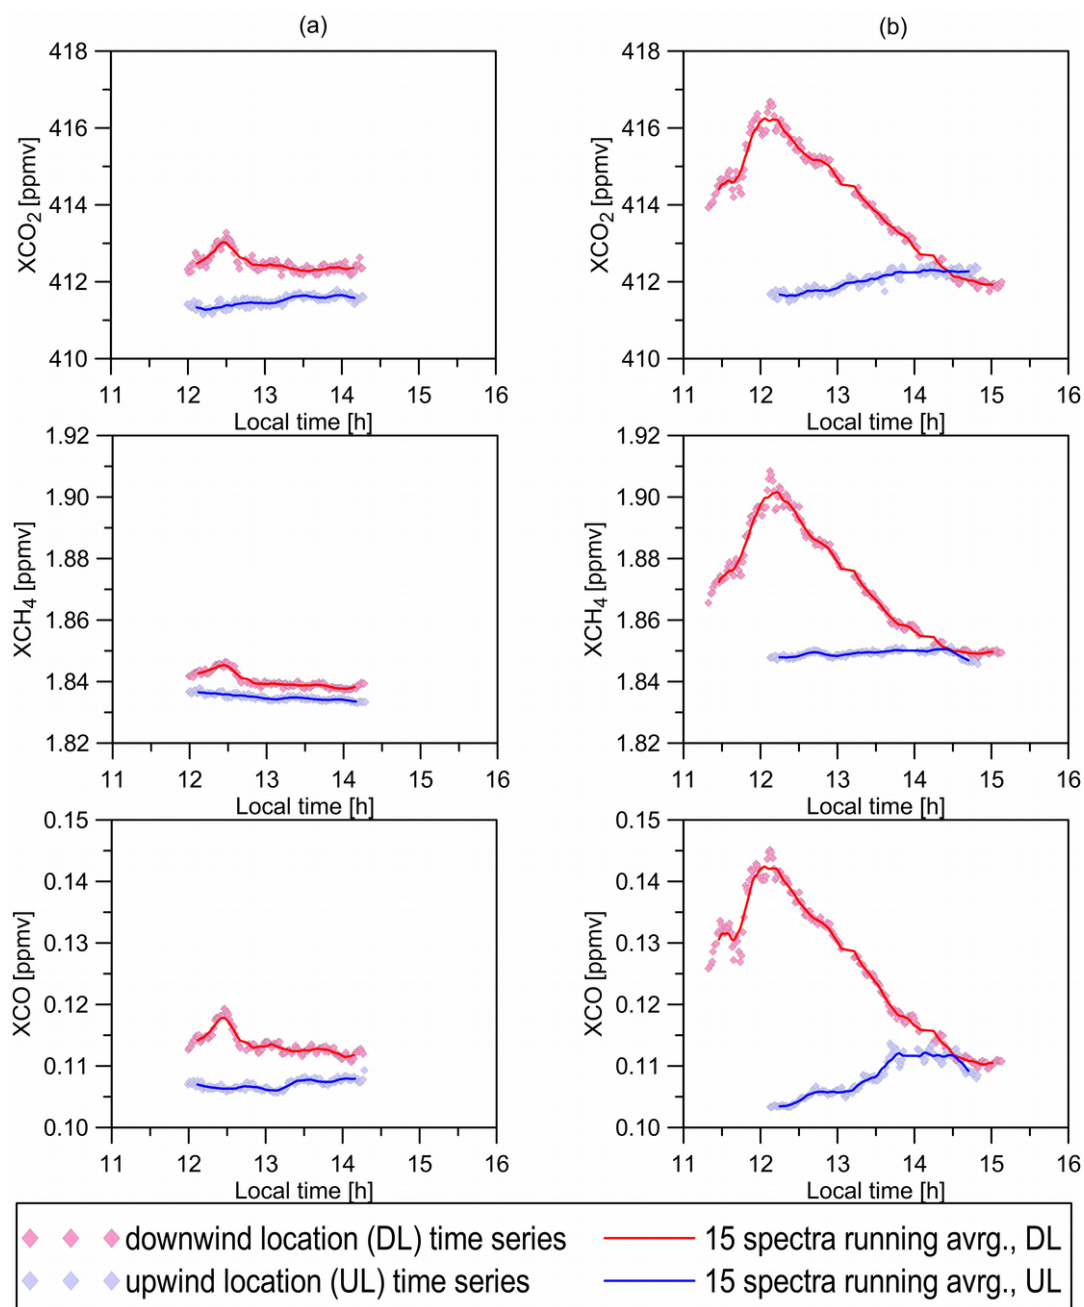 (a)
(b)
418
416
414
412
410
XCO2 [ppmv]
11 12 13 14 15 16
Local time [h]
418
416
414
412
410
XCO2 [ppmv]
11 12 13 14 15 16
Local time [h]
1.92
1.90
1.88
1.86
1.84
1.82
XCH4 [ppmv]
11 12 13 14 15 16
Local time [h]
1.92
1.90
1.88
1.86
1.84
1.82
XCH4 [ppmv]
11 12 13 14 15 16
Local time [h]
0.15
0.14
0.13
0.12
0.11
0.10
XCO [ppmv]
11 12 13 14 15 16
Local time [h]
0.15
0.14
0.13
0.12
0.11
0.10
XCO [ppmv]
11 12 13 14 15 16
Local time [h]
downwind location (DL) time series
15 spectra running avrg., DL
upwind location (UL) time series
15 spectra running avrg., UL